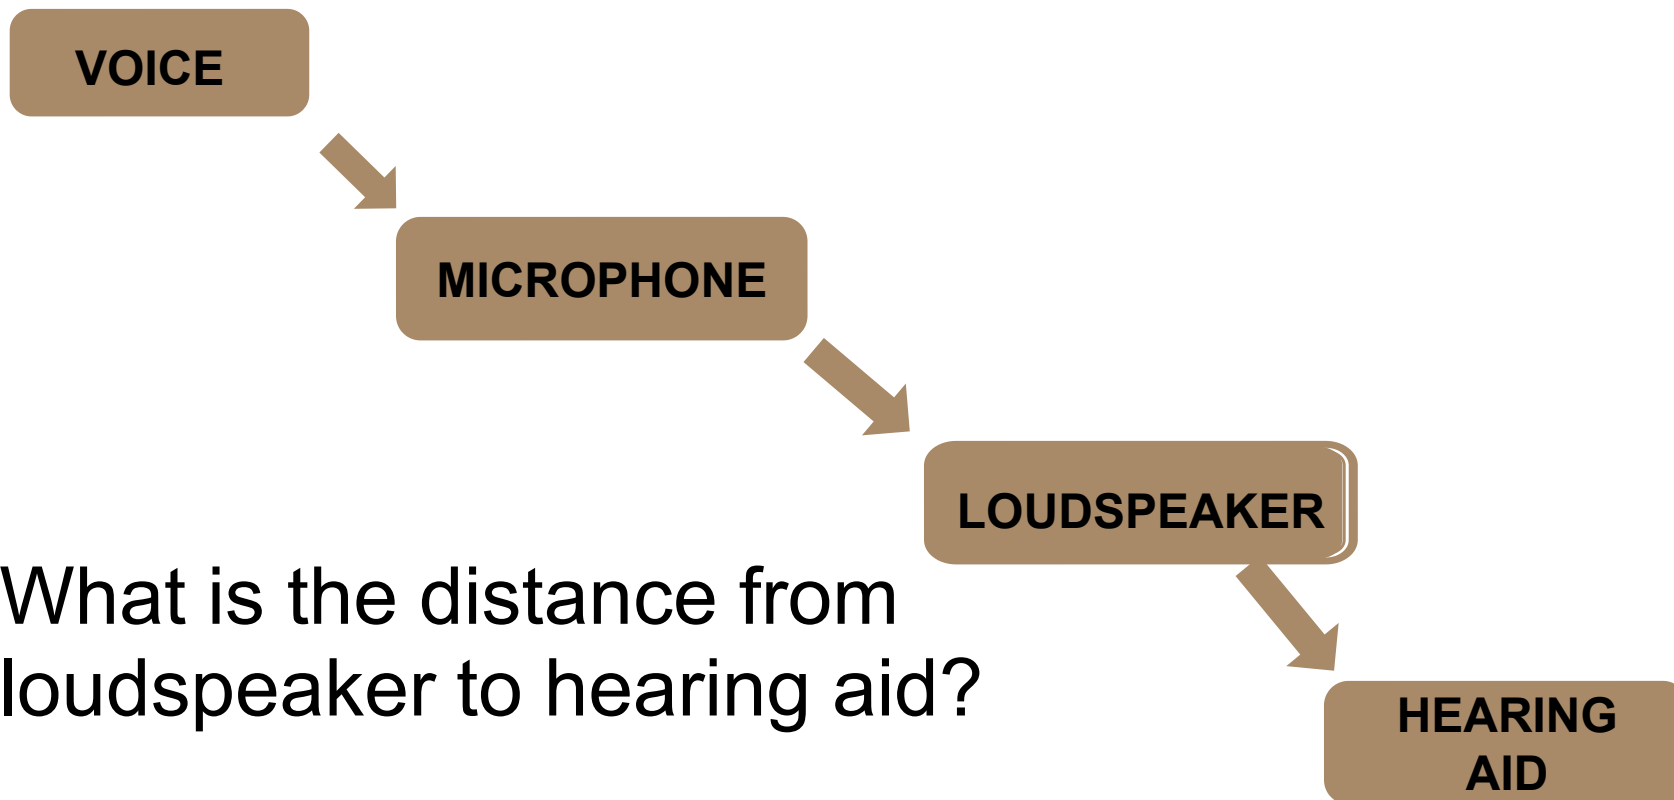 VOICE
MICROPHONE
LOUDSPEAKER
What is the distance from
loudspeaker to hearing aid?
HEARING
AID